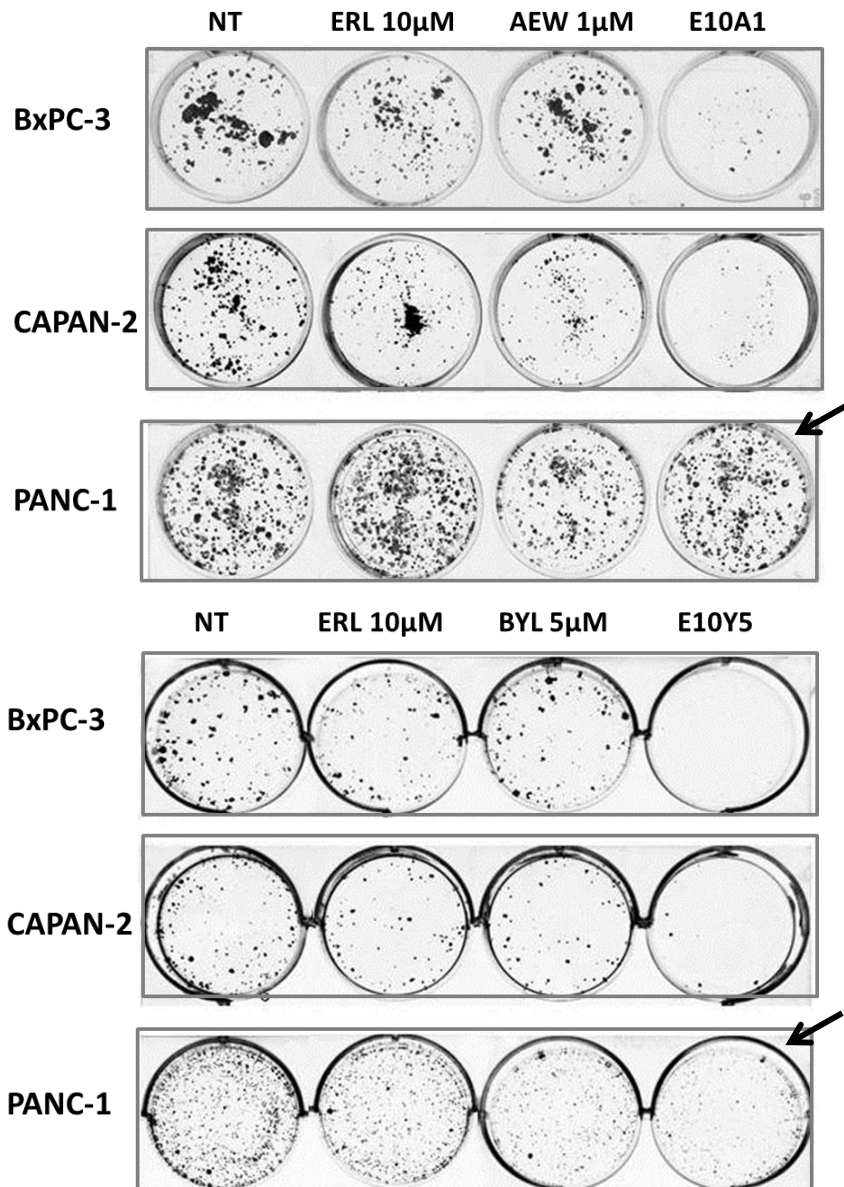 NT ERL 10μM AEW 1μM E10A1
BxPC-3
CAPAN-2
PANC-1
NT ERL 10μM BYL 5μM E10Y5
BxPC-3
CAPAN-2
PANC-1